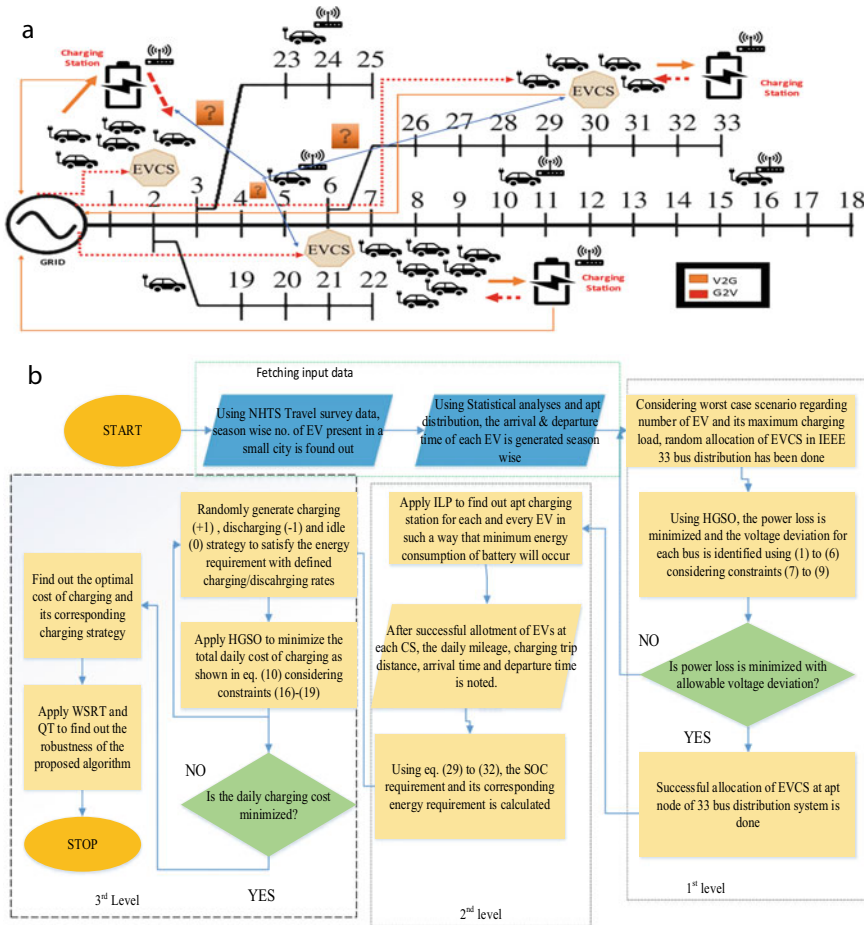 a
Charging
Station
23 24 25
EVCS
Charging
Station
?
?
?
26 27 28 29 30 31 32 33
EVCS
1 2 3 4 5 6 7 8 9 10 11 12 13 14 15 16 17 18
GRID
EVCS
19 20 21 22
Charging
Station
V2G
G2V
b
Fetching input data
START
Using NHTS Travel survey data,
season wise no. of EV present in a
small city is found out
Using Statistical analyses and apt
distribution, the arrival & departure
time of each EV is generated season
wise
Considering worst case scenario regarding
number of EV and its maximum charging
load, random allocation of EVCS in IEEE
33 bus distribution has been done
Using HGSO, the power loss is
minimized and the voltage deviation for
each bus is identified using (1) to (6)
considering constraints (7) to (9)
NO
Is power loss is minimized with
allowable voltage deviation?
YES
Successful allocation of EVCS at apt
node of 33 bus distribution system is
done
1st level
Apply ILP to find out apt charging
station for each and every EV in
such a way that minimum energy
consumption of battery will occur
After successful allotment of EVs at
each CS, the daily mileage, charging trip
distance, arrival time and departure time
is noted.
Using eq. (29) to (32), the SOC
requirement and its corresponding
energy requirement is calculated
2nd level
Randomly generate charging
(+1) , discharging (-1) and idle
(0) strategy to satisfy the energy
requirement with defined
charging/discahrging rates
Apply HGSO to minimize the
total daily cost of charging as
shown in eq. (10) considering
constraints (16)-(19)
NO
Is the daily charging cost
minimized?
YES
Find out the optimal
cost of charging and
its corresponding
charging strategy
Apply WSRT and
QT to find out the
robustness of the
proposed algorithm
STOP
3rd Level